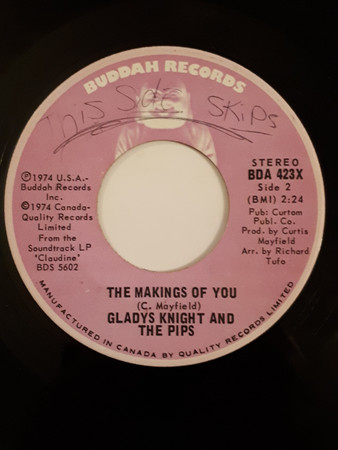 BUDDAH RECORDS
This Side Skips
℗1974 U.S.A.-
Buddah Records
Inc.
©1974 Canada-
Quality Records
Limited
From the
Soundtrack LP
'Claudine'
BDS 5602
STEREO
BDA 423X
Side 2
(BMI) 2:24
Pub: Curtom
Publ. Co.
Prod. by Curtis
Mayfield
Arr. by Richard
Tufo
THE MAKINGS OF YOU
(C. Mayfield)
GLADYS KNIGHT AND
THE PIPS
MANUFACTURED IN CANADA BY QUALITY RECORDS LIMITED